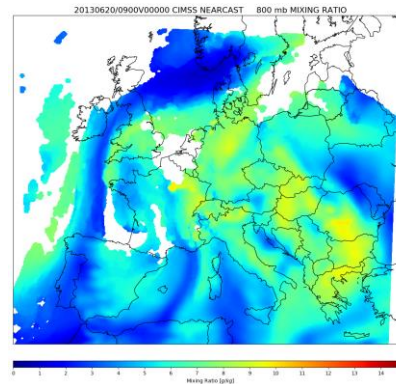 20130620/0900V00000 CIMSS NEARCAST 800 mb MIXING RATIO
0 1 2 3 4 5 6 7 8 9 10 11 12 13 14
Mixing Ratio [g/kg]